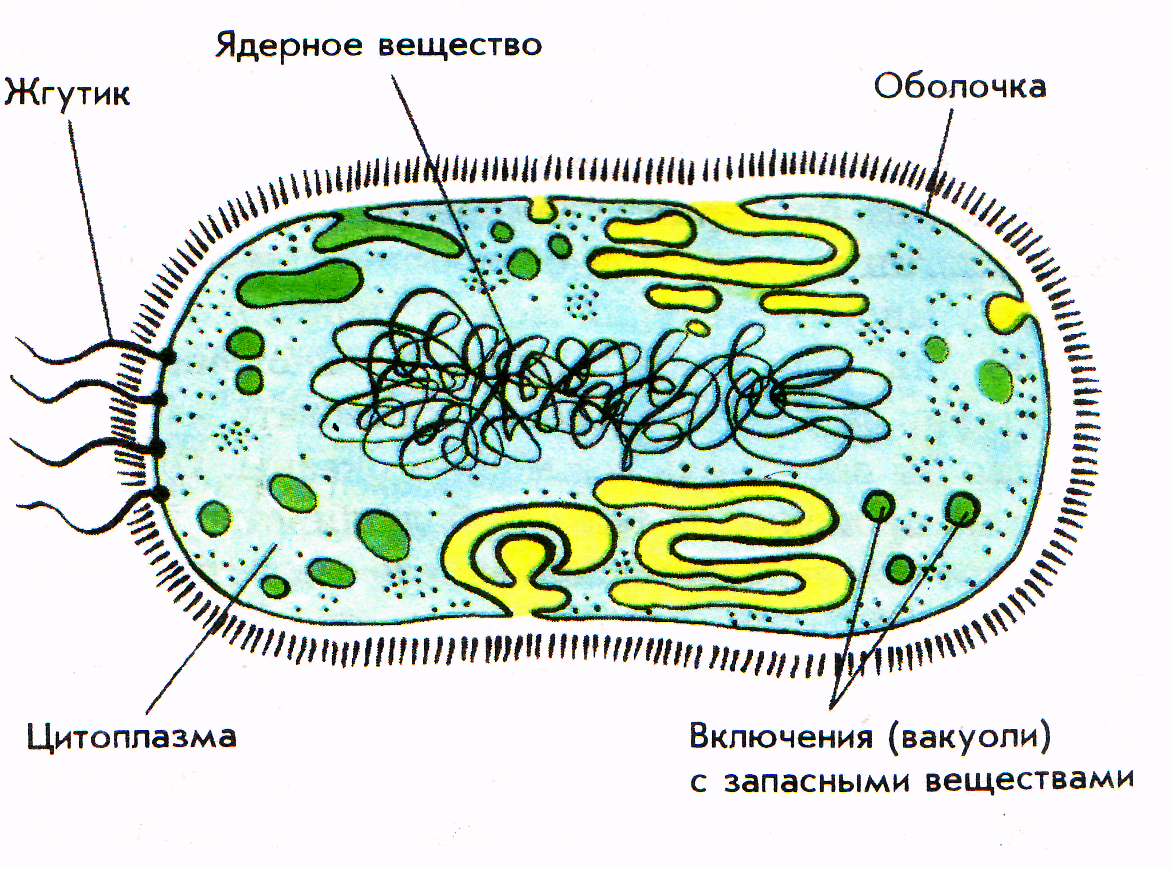 Ядерное вещество
Жгутик
Оболочка
Цитоплазма
Включения (вакуоли)
с запасными веществами